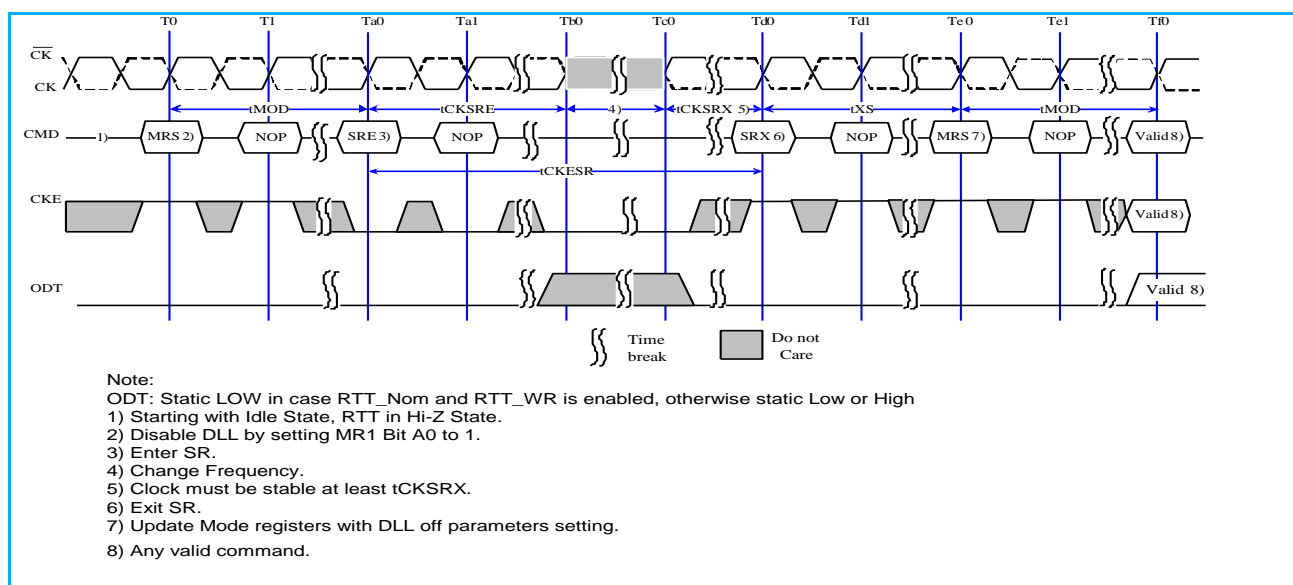 T0 T1 Ta0 Ta1 Tb0 Tc0 Td0 Td1 Te0 Te1 Tf0
CK
CK
tMOD tCKSRE 4) tCKSRX 5) tXS tMOD
CMD 1) MRS 2) NOP SRE 3) NOP SRX 6) NOP MRS 7) NOP Valid 8)
tCKESR
CKE Valid 8)
ODT Valid 8)
Time break
Do not Care
Note:
ODT: Static LOW in case RTT_Nom and RTT_WR is enabled, otherwise static Low or High
1) Starting with Idle State, RTT in Hi-Z State.
2) Disable DLL by setting MR1 Bit A0 to 1.
3) Enter SR.
4) Change Frequency.
5) Clock must be stable at least tCKSRX.
6) Exit SR.
7) Update Mode registers with DLL off parameters setting.
8) Any valid command.